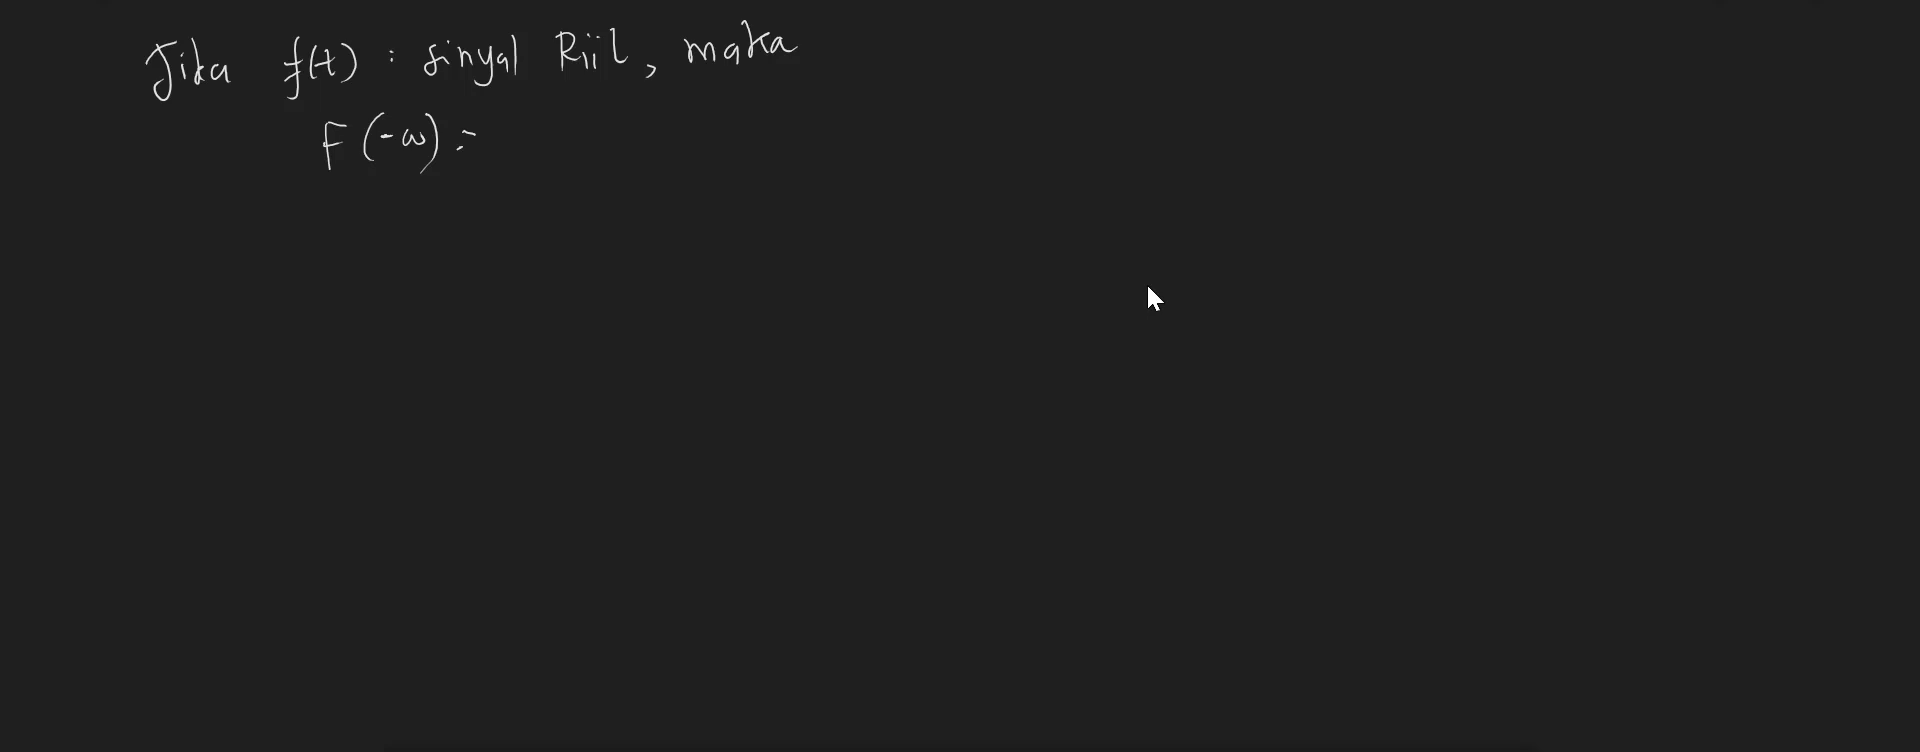 Jika f(t) : sinyal Riil, maka
F(-ω) =